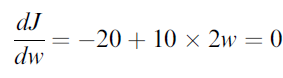 dJ/dw = −20 + 10 × 2w = 0